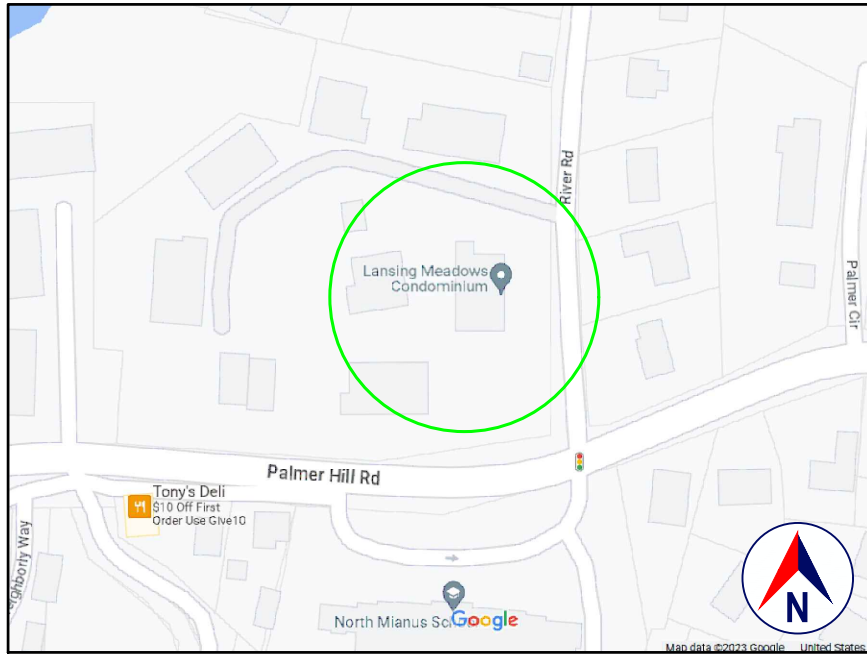 River Rd
Palmer Cir
Lansing Meadows
Condominium
Palmer Hill Rd
Tony's Deli
$10 Off First
Order Use Give10
North Mianus
Google
N
Map data ©2023 Google United States